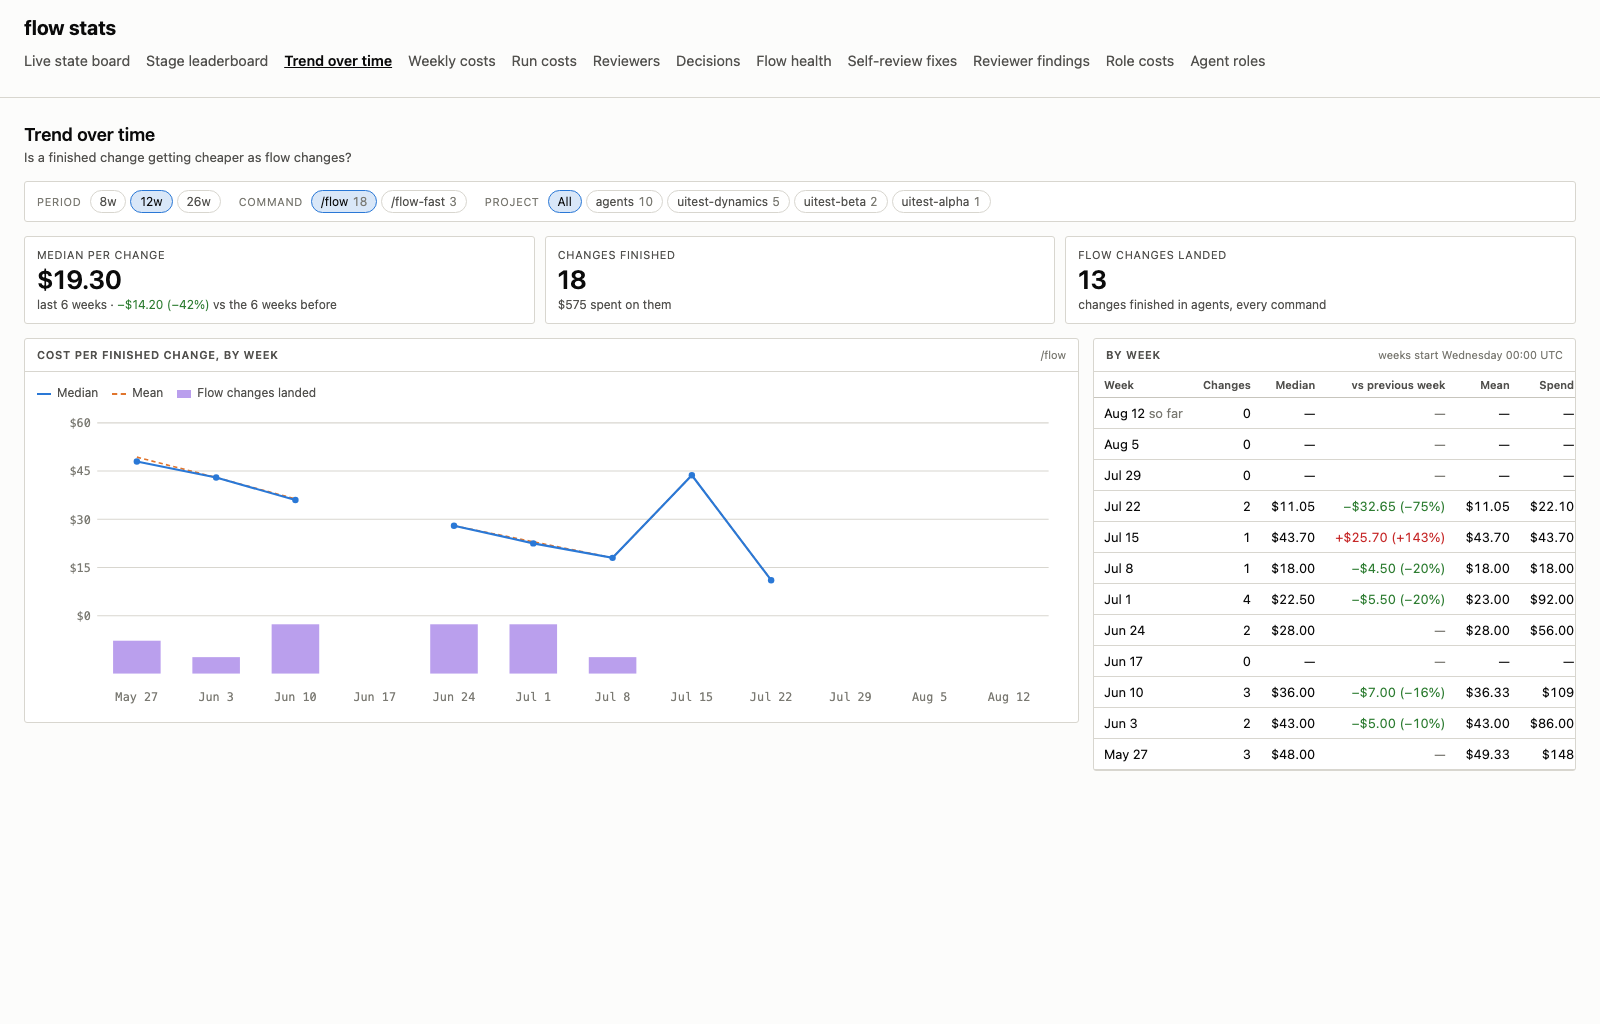 flow stats
Live state board Stage leaderboard Trend over time Weekly costs Run costs Reviewers Decisions Flow health Self-review fixes Reviewer findings Role costs Agent roles
Trend over time
Is a finished change getting cheaper as flow changes?
PERIOD 8w 12w 26w COMMAND /flow 18 /flow-fast 3 PROJECT All agents 10 uitest-dynamics 5 uitest-beta 2 uitest-alpha 1
MEDIAN PER CHANGE
$19.30
last 6 weeks · −$14.20 (−42%) vs the 6 weeks before
CHANGES FINISHED
18
$575 spent on them
FLOW CHANGES LANDED
13
changes finished in agents, every command
COST PER FINISHED CHANGE, BY WEEK /flow
Median Mean Flow changes landed
$60
$45
$30
$15
$0
May 27 Jun 3 Jun 10 Jun 17 Jun 24 Jul 1 Jul 8 Jul 15 Jul 22 Jul 29 Aug 5 Aug 12
BY WEEK weeks start Wednesday 00:00 UTC
Week Changes Median vs previous week Mean Spend
Aug 12 so far 0 — — — —
Aug 5 0 — — — —
Jul 29 0 — — — —
Jul 22 2 $11.05 −$32.65 (−75%) $11.05 $22.10
Jul 15 1 $43.70 +$25.70 (+143%) $43.70 $43.70
Jul 8 1 $18.00 −$4.50 (−20%) $18.00 $18.00
Jul 1 4 $22.50 −$5.50 (−20%) $23.00 $92.00
Jun 24 2 $28.00 — $28.00 $56.00
Jun 17 0 — — — —
Jun 10 3 $36.00 −$7.00 (−16%) $36.33 $109
Jun 3 2 $43.00 −$5.00 (−10%) $43.00 $86.00
May 27 3 $48.00 — $49.33 $148